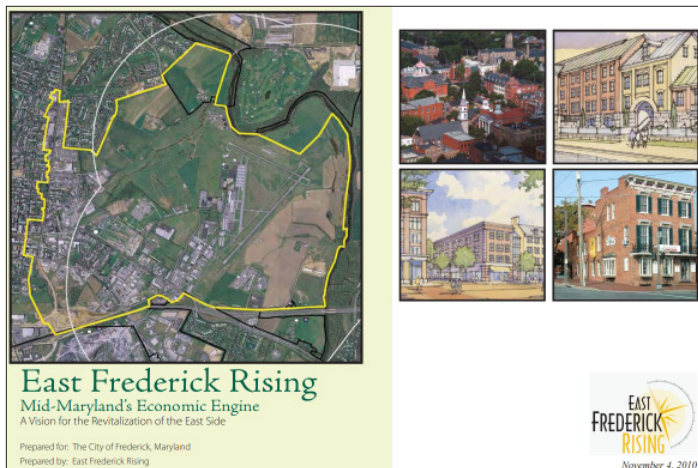 East Frederick Rising
Mid-Maryland's Economic Engine
A Vision for the Revitalization of the East Side
Prepared for: The City of Frederick, Maryland
Prepared by: East Frederick Rising
EAST
FREDERICK
RISING
November 4, 2010